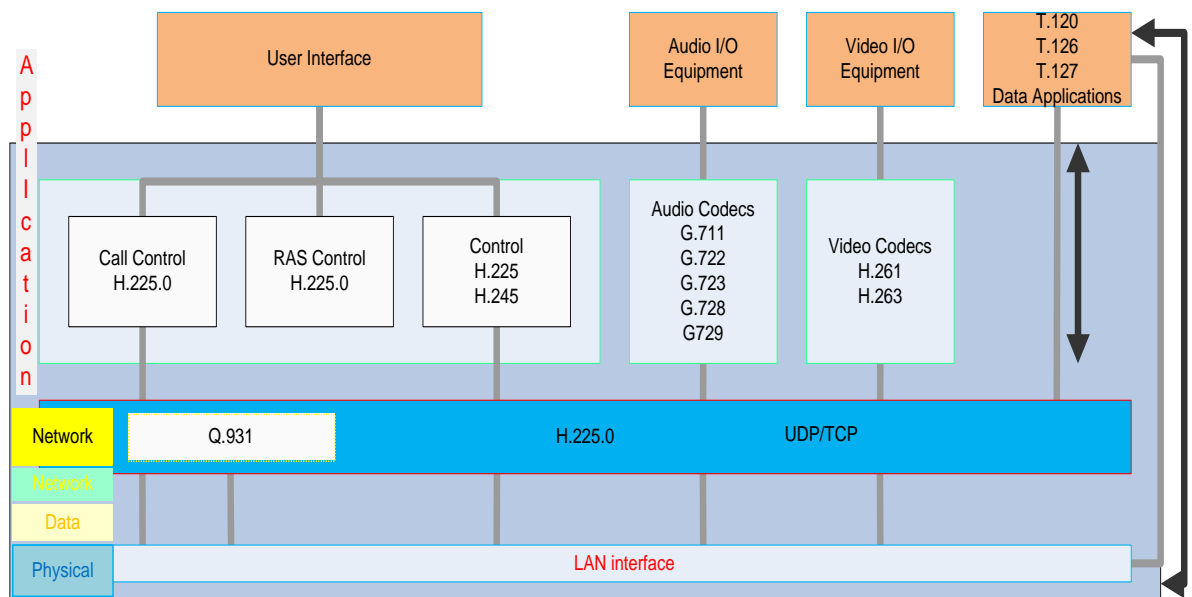 User Interface
Audio I/O
Equipment
Video I/O
Equipment
T.120
T.126
T.127
Data Applications
A
p
p
l
I
c
a
t
i
o
n
Call Control
H.225.0
RAS Control
H.225.0
Control
H.225
H.245
Audio Codecs
G.711
G.722
G.723
G.728
G729
Video Codecs
H.261
H.263
Network
Q.931
H.225.0
UDP/TCP
Network
Data
Physical
LAN interface